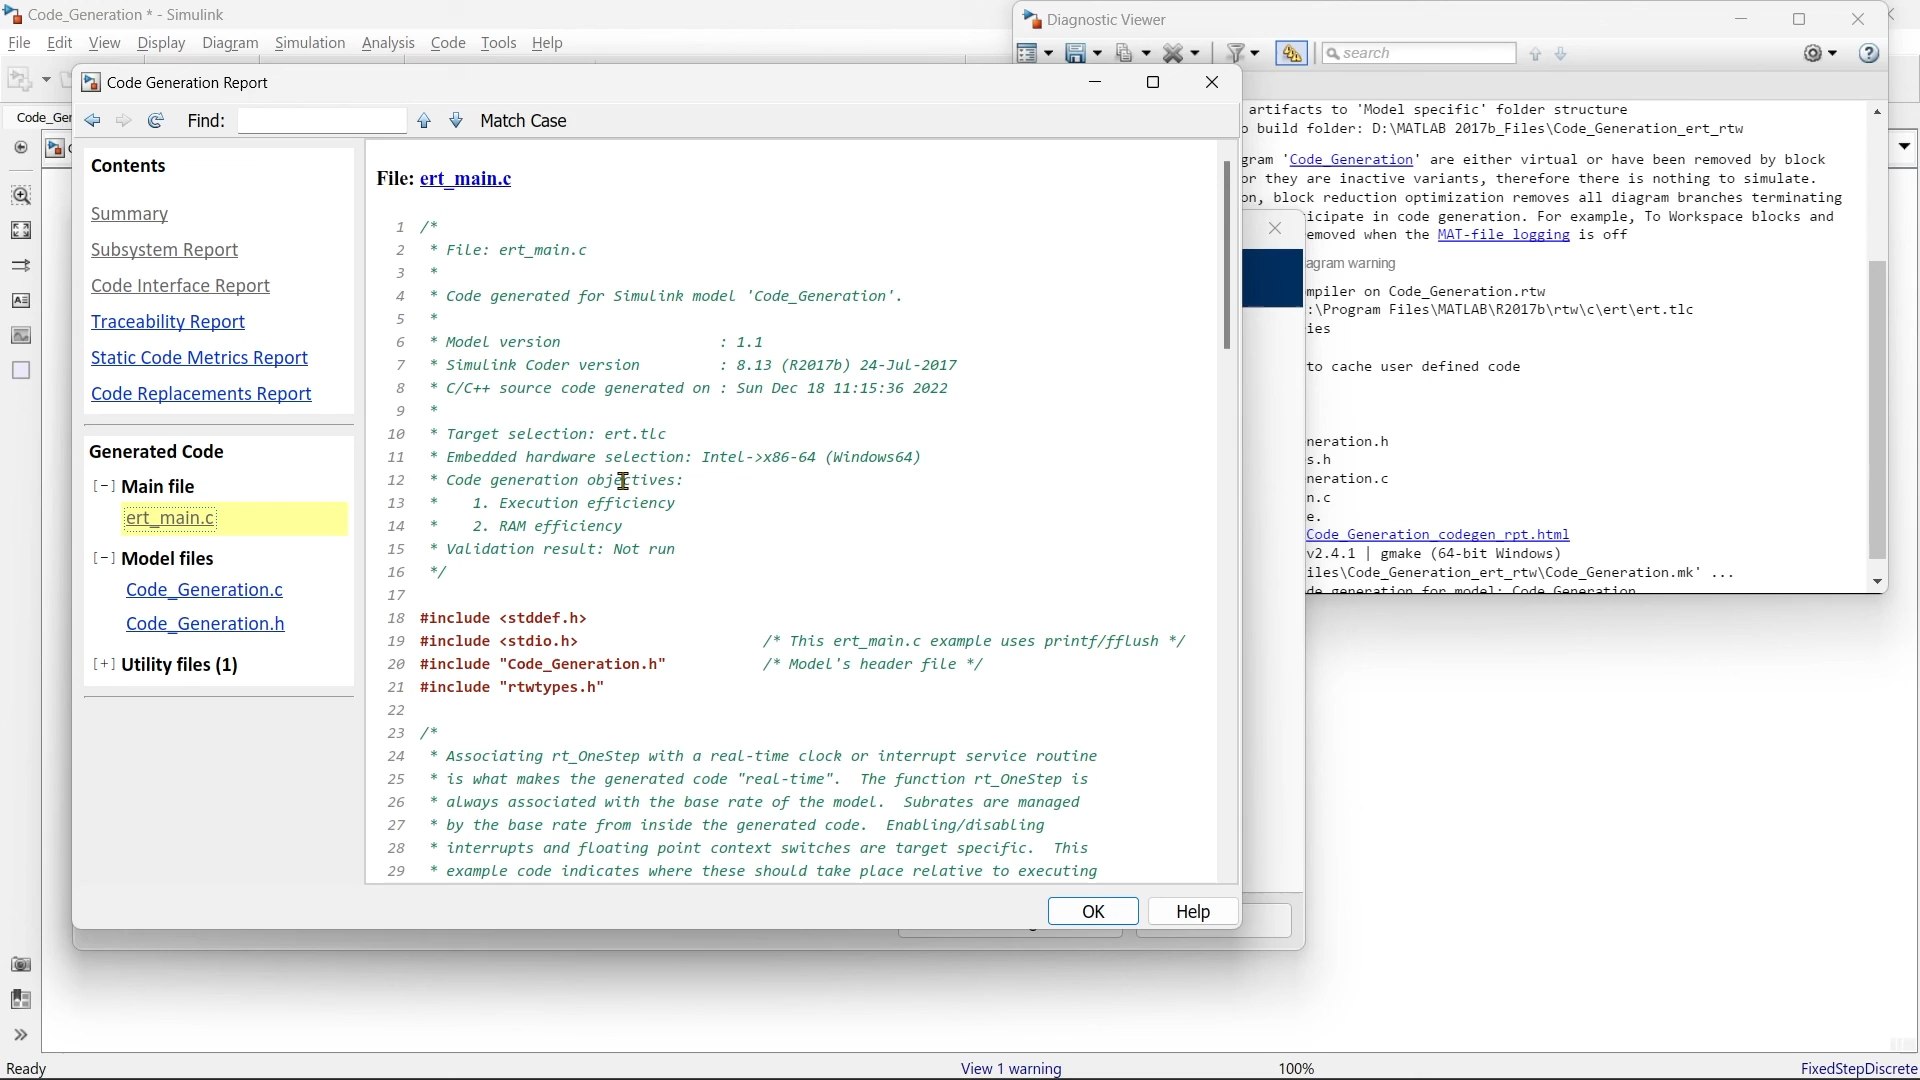 Code_Generation * - Simulink
File Edit View Display Diagram Simulation Analysis Code Tools Help
Code_Ger
Code Generation Report
Find:
Match Case
Contents
Summary
Subsystem Report
Code Interface Report
Traceability Report
Static Code Metrics Report
Code Replacements Report
Generated Code
[-] Main file
ert_main.c
[-] Model files
Code_Generation.c
Code_Generation.h
[+] Utility files (1)
File: ert_main.c
1 /*
2 * File: ert_main.c
3 *
4 * Code generated for Simulink model 'Code_Generation'.
5 *
6 * Model version : 1.1
7 * Simulink Coder version : 8.13 (R2017b) 24-Jul-2017
8 * C/C++ source code generated on : Sun Dec 18 11:15:36 2022
9 *
10 * Target selection: ert.tlc
11 * Embedded hardware selection: Intel->x86-64 (Windows64)
12 * Code generation objectives:
13 * 1. Execution efficiency
14 * 2. RAM efficiency
15 * Validation result: Not run
16 */
17
18 #include <stddef.h>
19 #include <stdio.h> /* This ert_main.c example uses printf/fflush */
20 #include "Code_Generation.h" /* Model's header file */
21 #include "rtwtypes.h"
22
23 /*
24 * Associating rt_OneStep with a real-time clock or interrupt service routine
25 * is what makes the generated code "real-time". The function rt_OneStep is
26 * always associated with the base rate of the model. Subrates are managed
27 * by the base rate from inside the generated code. Enabling/disabling
28 * interrupts and floating point context switches are target specific. This
29 * example code indicates where these should take place relative to executing
OK
Help
Diagnostic Viewer
search
artifacts to 'Model specific' folder structure
o build folder: D:\MATLAB 2017b_Files\Code_Generation_ert_rtw
gram 'Code_Generation' are either virtual or have been removed by block
or they are inactive variants, therefore there is nothing to simulate.
on, block reduction optimization removes all diagram branches terminating
icipate in code generation. For example, To Workspace blocks and
emoved when the MAT-file logging is off
agram warning
mpiler on Code_Generation.rtw
:\Program Files\MATLAB\R2017b\rtw\c\ert\ert.tlc
ies
to cache user defined code
neration.h
s.h
neration.c
n.c
e.
Code_Generation_codegen_rpt.html
v2.4.1 | gmake (64-bit Windows)
iles\Code_Generation_ert_rtw\Code_Generation.mk' ...
de generation for model: Code_Generation
Ready
View 1 warning
100%
FixedStepDiscrete